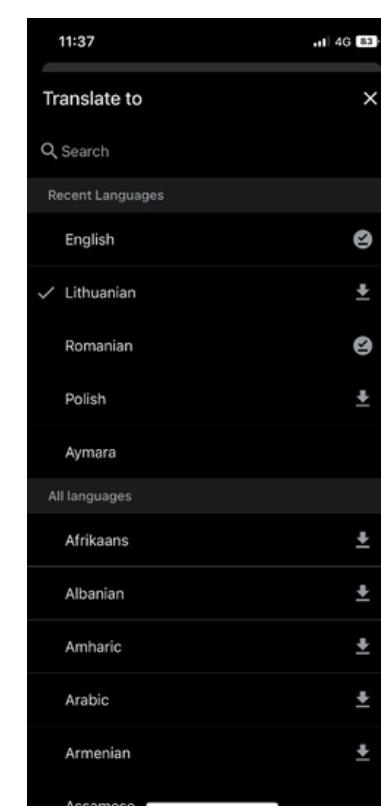 11:37
4G 83
Translate to
Search
Recent Languages
English
Lithuanian
Romanian
Polish
Aymara
All languages
Afrikaans
Albanian
Amharic
Arabic
Armenian